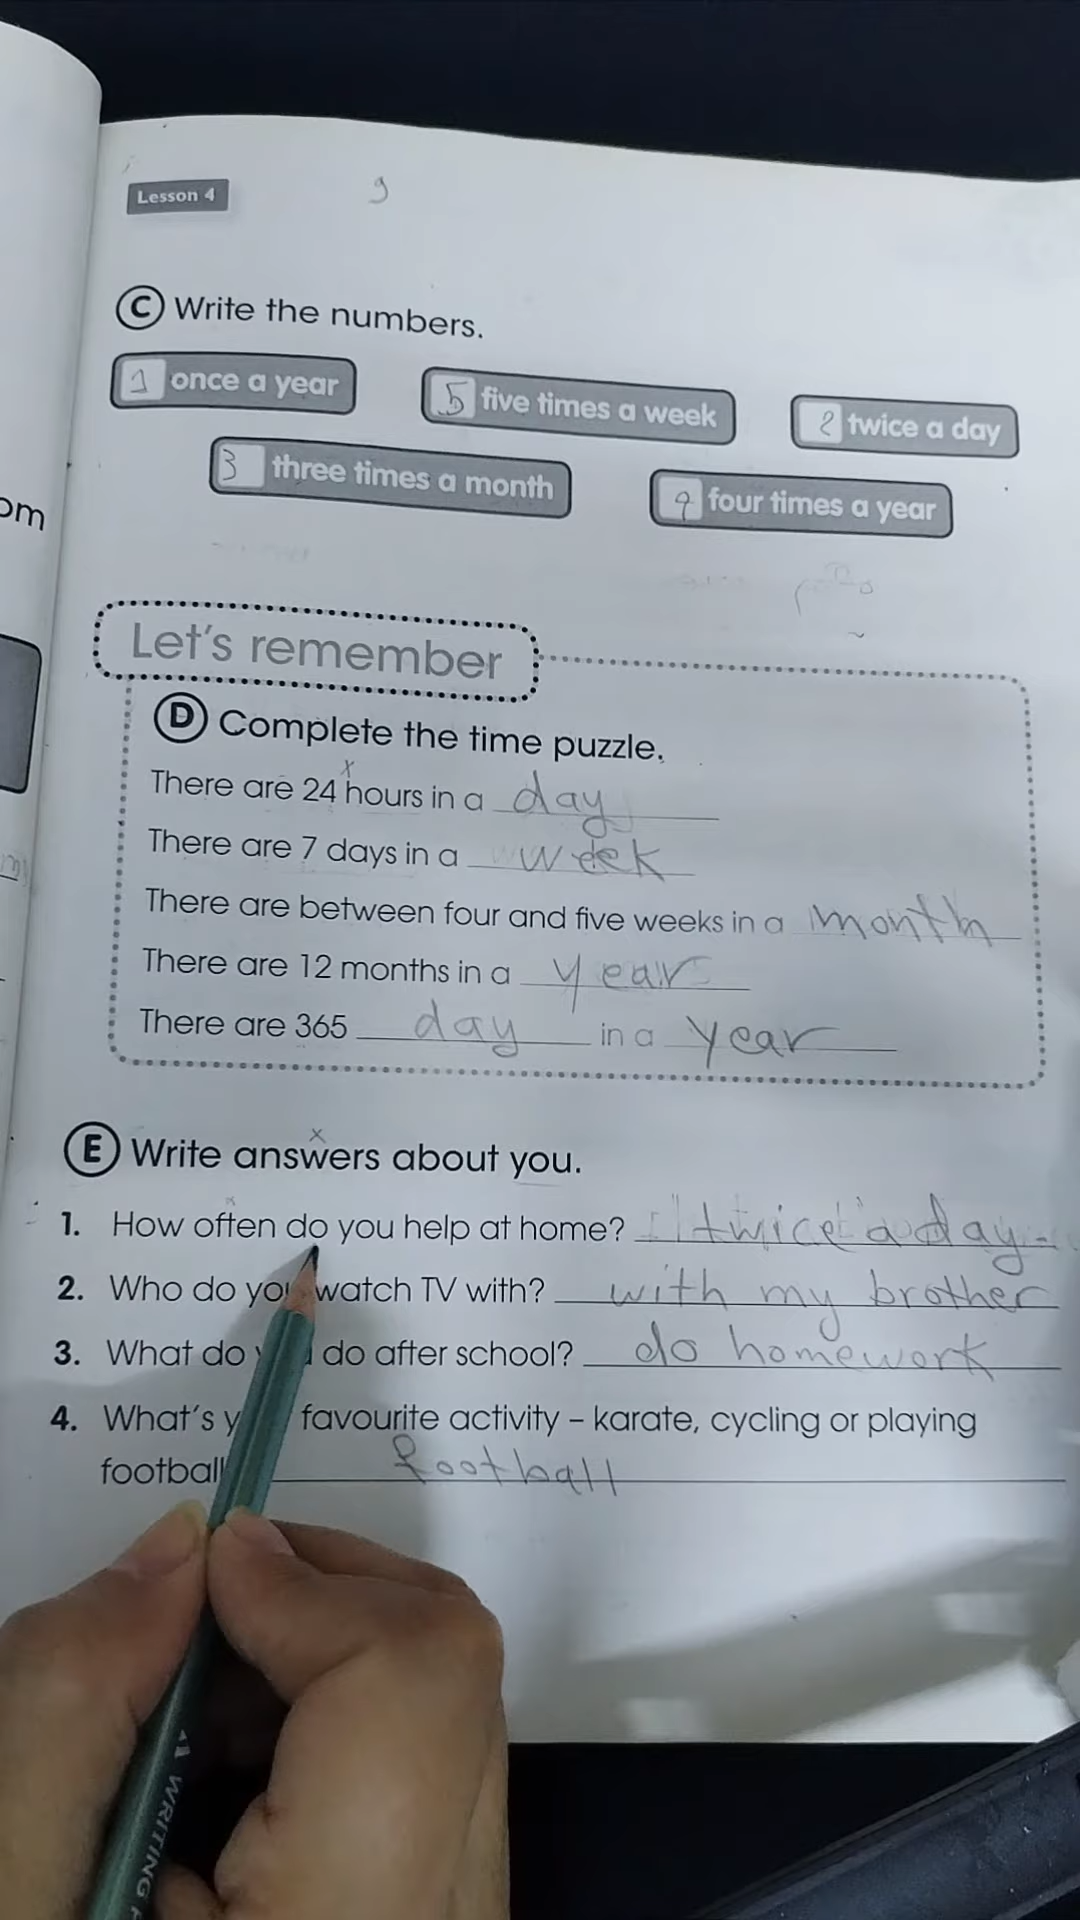 Lesson 4
C Write the numbers.
1 once a year 5 five times a week 2 twice a day
3 three times a month 9 four times a year
om
Let's remember
D Complete the time puzzle.
There are 24 hours in a day
There are 7 days in a week
There are between four and five weeks in a month
There are 12 months in a year
There are 365 day in a year
E Write answers about you.
1. How often do you help at home? twice a day
2. Who do you watch TV with? with my brother
3. What do do after school? do homework
4. What's favourite activity – karate, cycling or playing
football football
WRITING